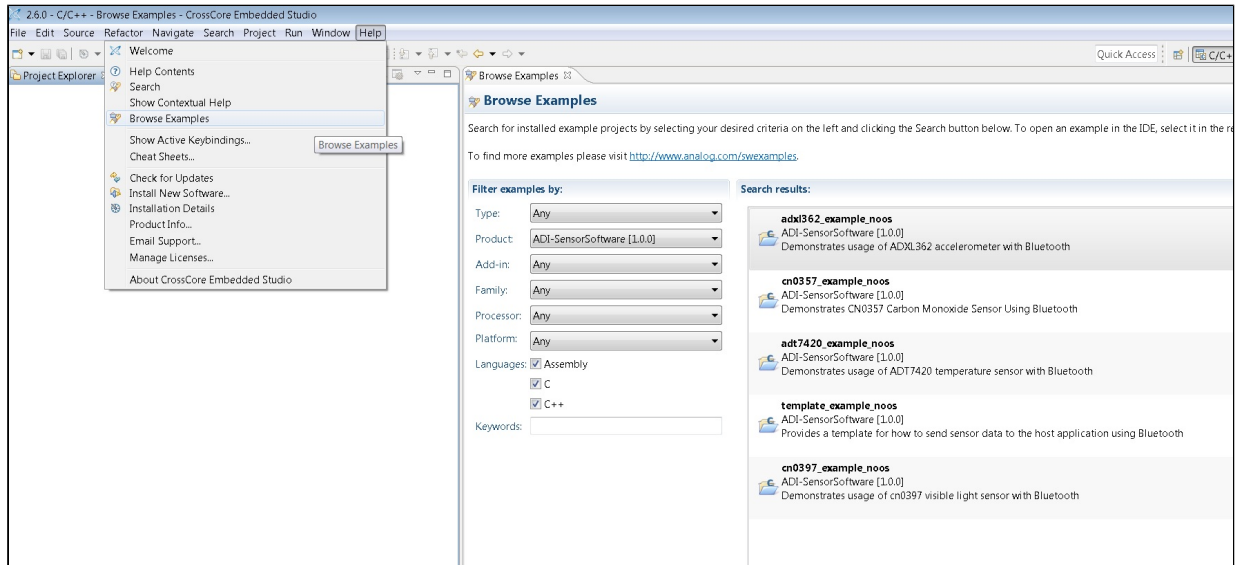 2.6.0 - C/C++ - Browse Examples - CrossCore Embedded Studio
File Edit Source Refactor Navigate Search Project Run Window Help
Quick Access
C/C+
Project Explorer
Welcome
Help Contents
Search
Show Contextual Help
Browse Examples
Show Active Keybindings...
Browse Examples
Cheat Sheets...
Check for Updates
Install New Software...
Installation Details
Product Info...
Email Support...
Manage Licenses...
About CrossCore Embedded Studio
Browse Examples
Browse Examples
Search for installed example projects by selecting your desired criteria on the left and clicking the Search button below. To open an example in the IDE, select it in the re
To find more examples please visit http://www.analog.com/swexamples.
Filter examples by:
Type: Any
Product: ADI-SensorSoftware [1.0.0]
Add-in: Any
Family: Any
Processor: Any
Platform: Any
Languages: Assembly
C
C++
Keywords:
Search results:
adxl362_example_noos
ADI-SensorSoftware [1.0.0]
Demonstrates usage of ADXL362 accelerometer with Bluetooth
cn0357_example_noos
ADI-SensorSoftware [1.0.0]
Demonstrates CN0357 Carbon Monoxide Sensor Using Bluetooth
adt7420_example_noos
ADI-SensorSoftware [1.0.0]
Demonstrates usage of ADT7420 temperature sensor with Bluetooth
template_example_noos
ADI-SensorSoftware [1.0.0]
Provides a template for how to send sensor data to the host application using Bluetooth
cn0397_example_noos
ADI-SensorSoftware [1.0.0]
Demonstrates usage of cn0397 visible light sensor with Bluetooth